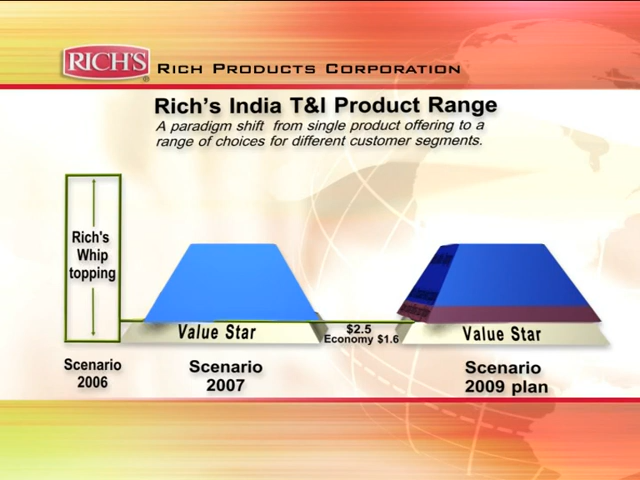 RICH'S
®
RICH PRODUCTS CORPORATION
Rich's India T&I Product Range
A paradigm shift from single product offering to a
range of choices for different customer segments.
Rich's
Whip
topping
Value Star
$2.5
Economy $1.6
Value Star
Scenario
2006
Scenario
2007
Scenario
2009 plan